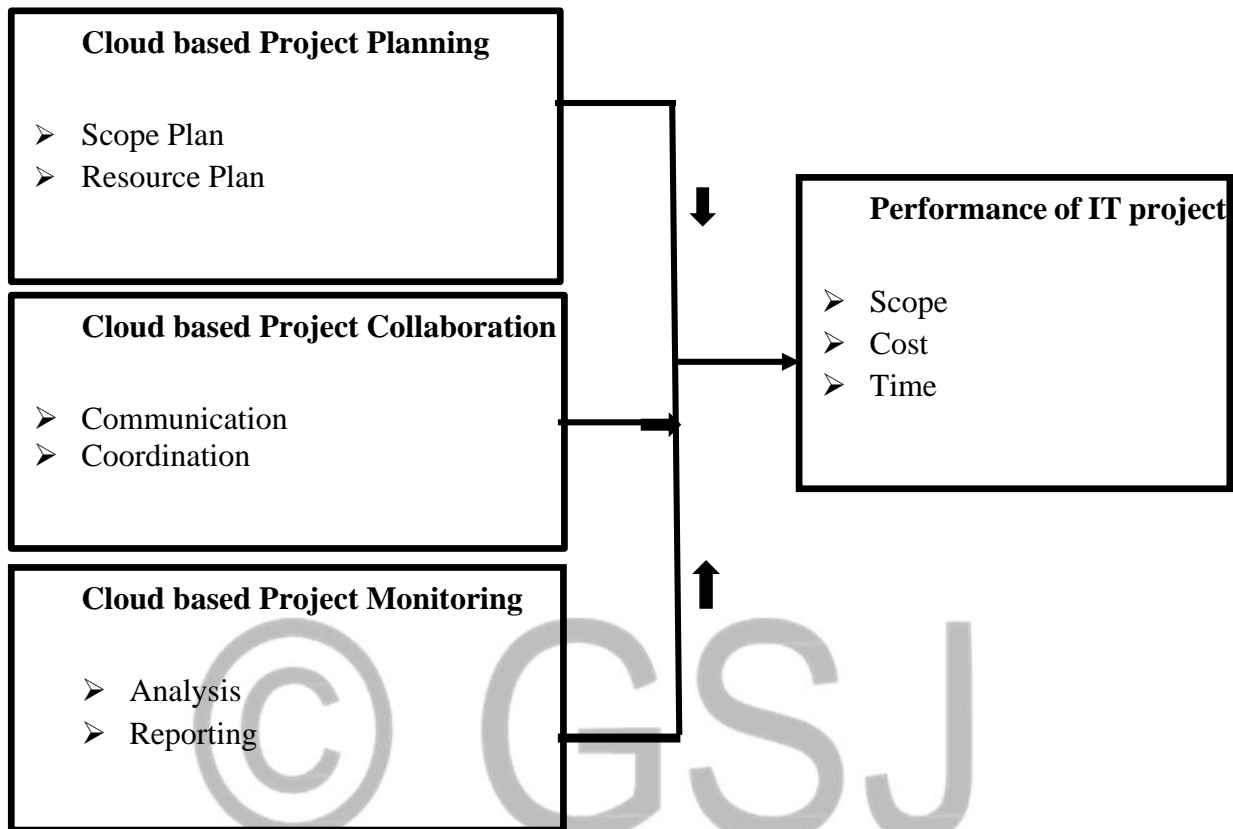 Cloud based Project Planning
➢ Scope Plan
➢ Resource Plan
Cloud based Project Collaboration
➢ Communication
➢ Coordination
Cloud based Project Monitoring
➢ Analysis
➢ Reporting
Performance of IT project
➢ Scope
➢ Cost
➢ Time
© GSJ